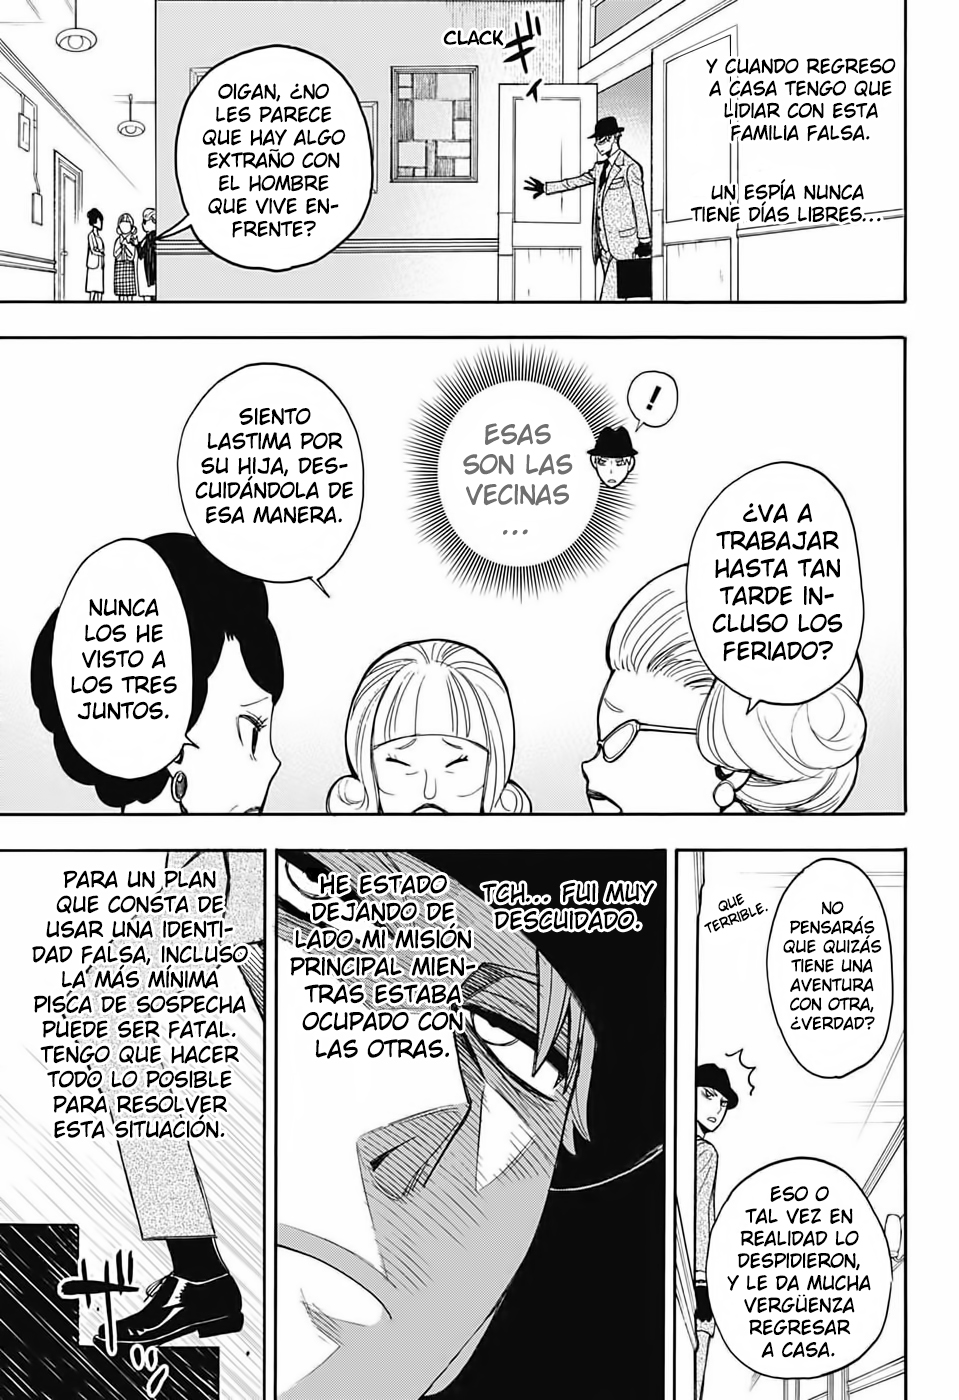 Y CUANDO REGRESO
A CASA TENGO QUE
LIDIAR CON ESTA
FAMILIA FALSA.
UN ESPÍA NUNCA
TIENE DÍAS LIBRES...
CLACK
ギィ
OIGAN, ¿NO
LES PARECE
QUE HAY ALGO
EXTRAÑO CON
EL HOMBRE
QUE VIVE EN-
FRENTE?
!
ESAS
SON LAS
VECINAS
...
¿VA A
TRABAJAR
HASTA TAN
TARDE IN-
CLUSO LOS
FERIADO?
SIENTO
LASTIMA POR
SU HIJA, DES-
CUIDÁNDOLA DE
ESA MANERA.
NUNCA
LOS HE
VISTO A
LOS TRES
JUNTOS.
NO
PENSARÁS
QUE QUIZÁS
TIENE UNA
AVENTURA
CON OTRA,
¿VERDAD?
QUE
TERRIBLE.
ESO O
TAL VEZ EN
REALIDAD LO
DESPIDIERON,
Y LE DA MUCHA
VERGÜENZA
REGRESAR
A CASA.
TCH... FUI MUY
DESCUIDADO.
HE ESTADO
DEJANDO DE
LADO MI MISIÓN
PRINCIPAL MIEN-
TRAS ESTABA
OCUPADO CON
LAS OTRAS.
PARA UN PLAN
QUE CONSTA DE
USAR UNA IDENTI-
DAD FALSA, INCLUSO
LA MÁS MÍNIMA
PISCA DE SOSPECHA
PUEDE SER FATAL.
TENGO QUE HACER
TODO LO POSIBLE
PARA RESOLVER
ESTA SITUACIÓN.